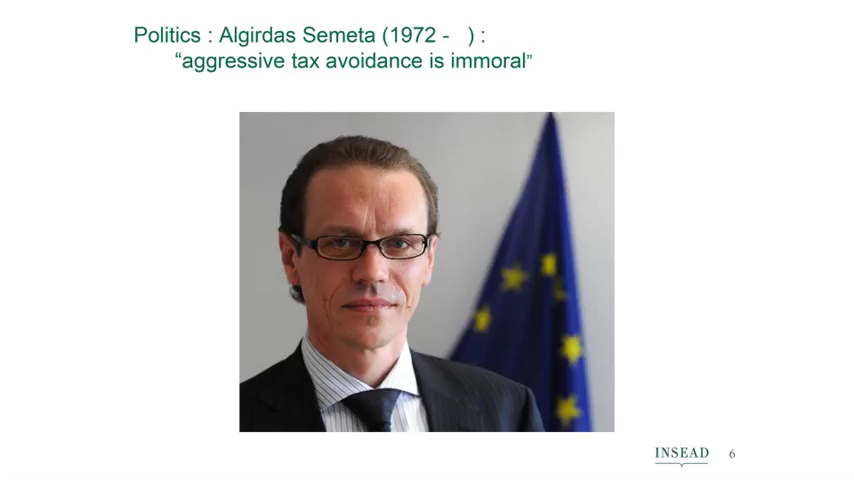 Politics : Algirdas Semeta (1972 -   ) :
“aggressive tax avoidance is immoral”
INSEAD 6